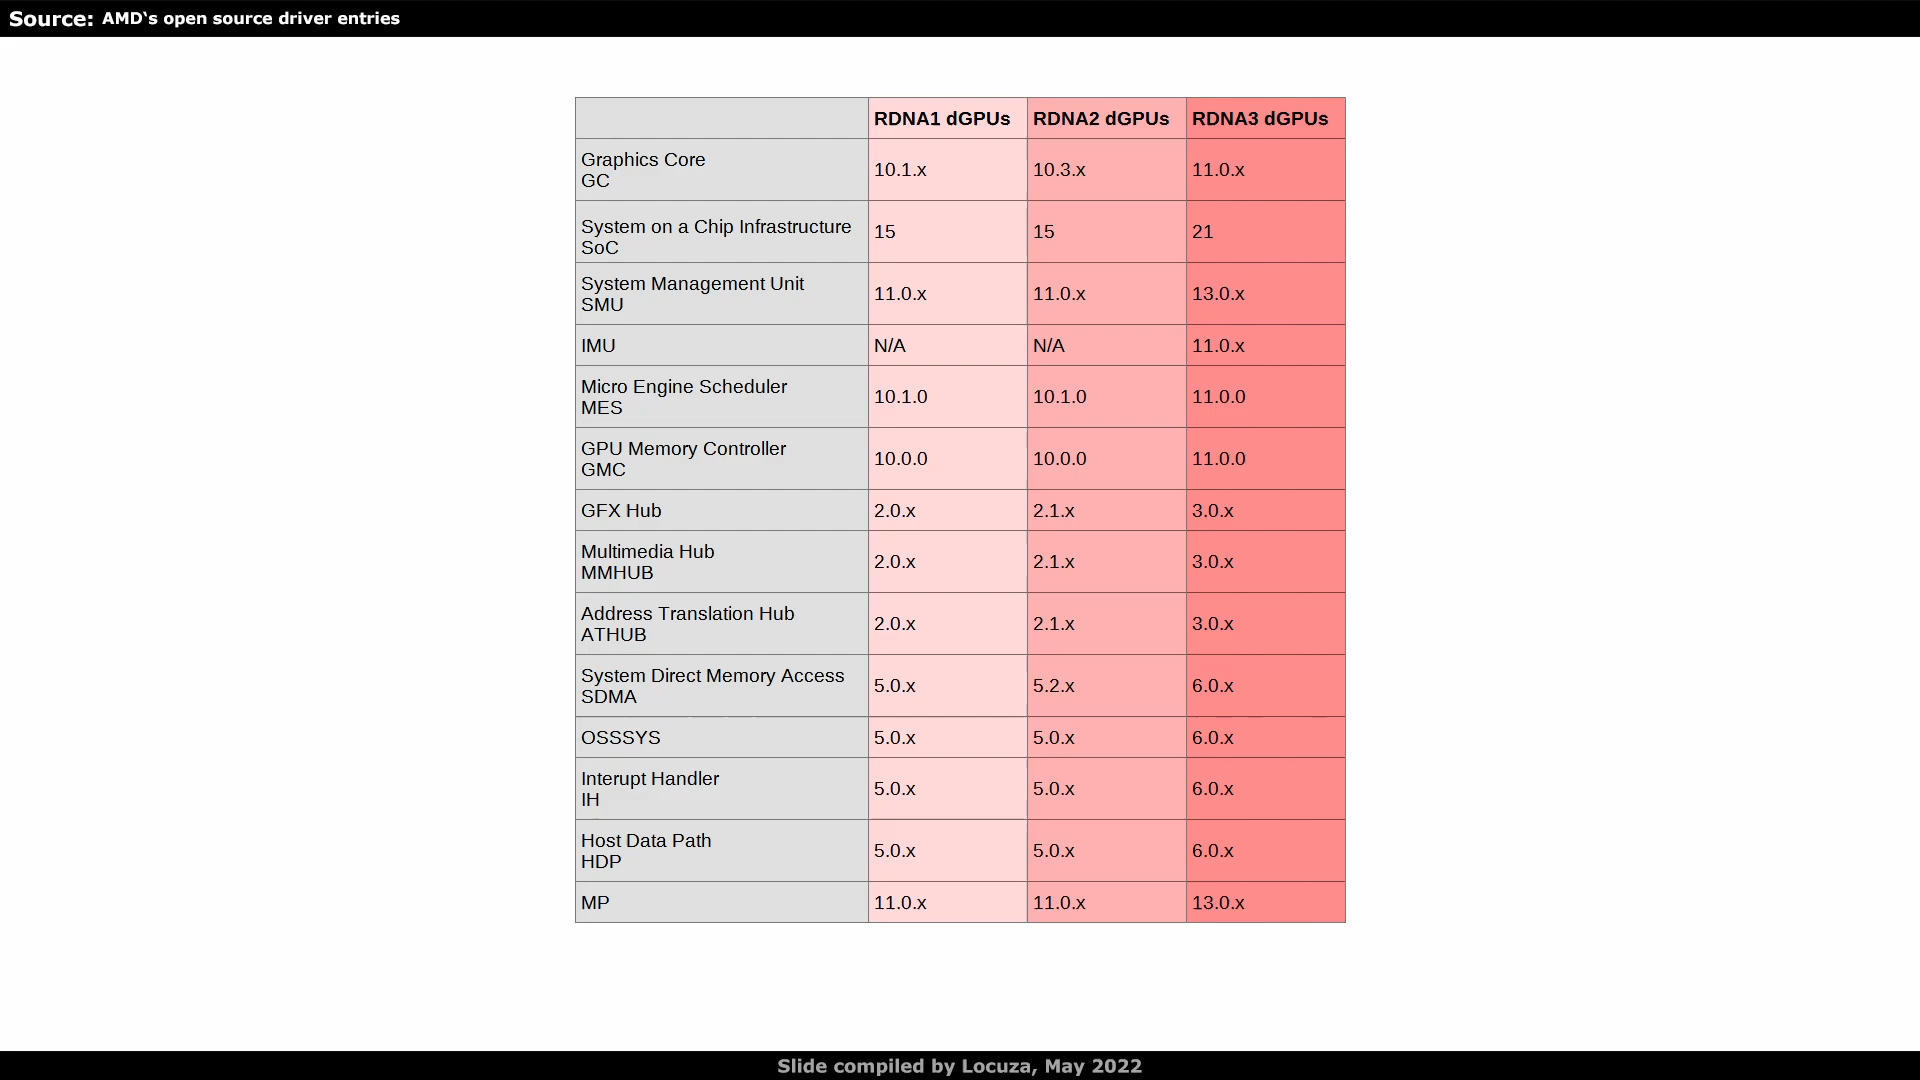 Source: AMD‘s open source driver entries
RDNA1 dGPUs RDNA2 dGPUs RDNA3 dGPUs
Graphics Core
GC
10.1.x 10.3.x 11.0.x
System on a Chip Infrastructure
SoC
15 15 21
System Management Unit
SMU
11.0.x 11.0.x 13.0.x
IMU N/A N/A 11.0.x
Micro Engine Scheduler
MES
10.1.0 10.1.0 11.0.0
GPU Memory Controller
GMC
10.0.0 10.0.0 11.0.0
GFX Hub 2.0.x 2.1.x 3.0.x
Multimedia Hub
MMHUB
2.0.x 2.1.x 3.0.x
Address Translation Hub
ATHUB
2.0.x 2.1.x 3.0.x
System Direct Memory Access
SDMA
5.0.x 5.2.x 6.0.x
OSSSYS 5.0.x 5.0.x 6.0.x
Interupt Handler
IH
5.0.x 5.0.x 6.0.x
Host Data Path
HDP
5.0.x 5.0.x 6.0.x
MP 11.0.x 11.0.x 13.0.x
Slide compiled by Locuza, May 2022